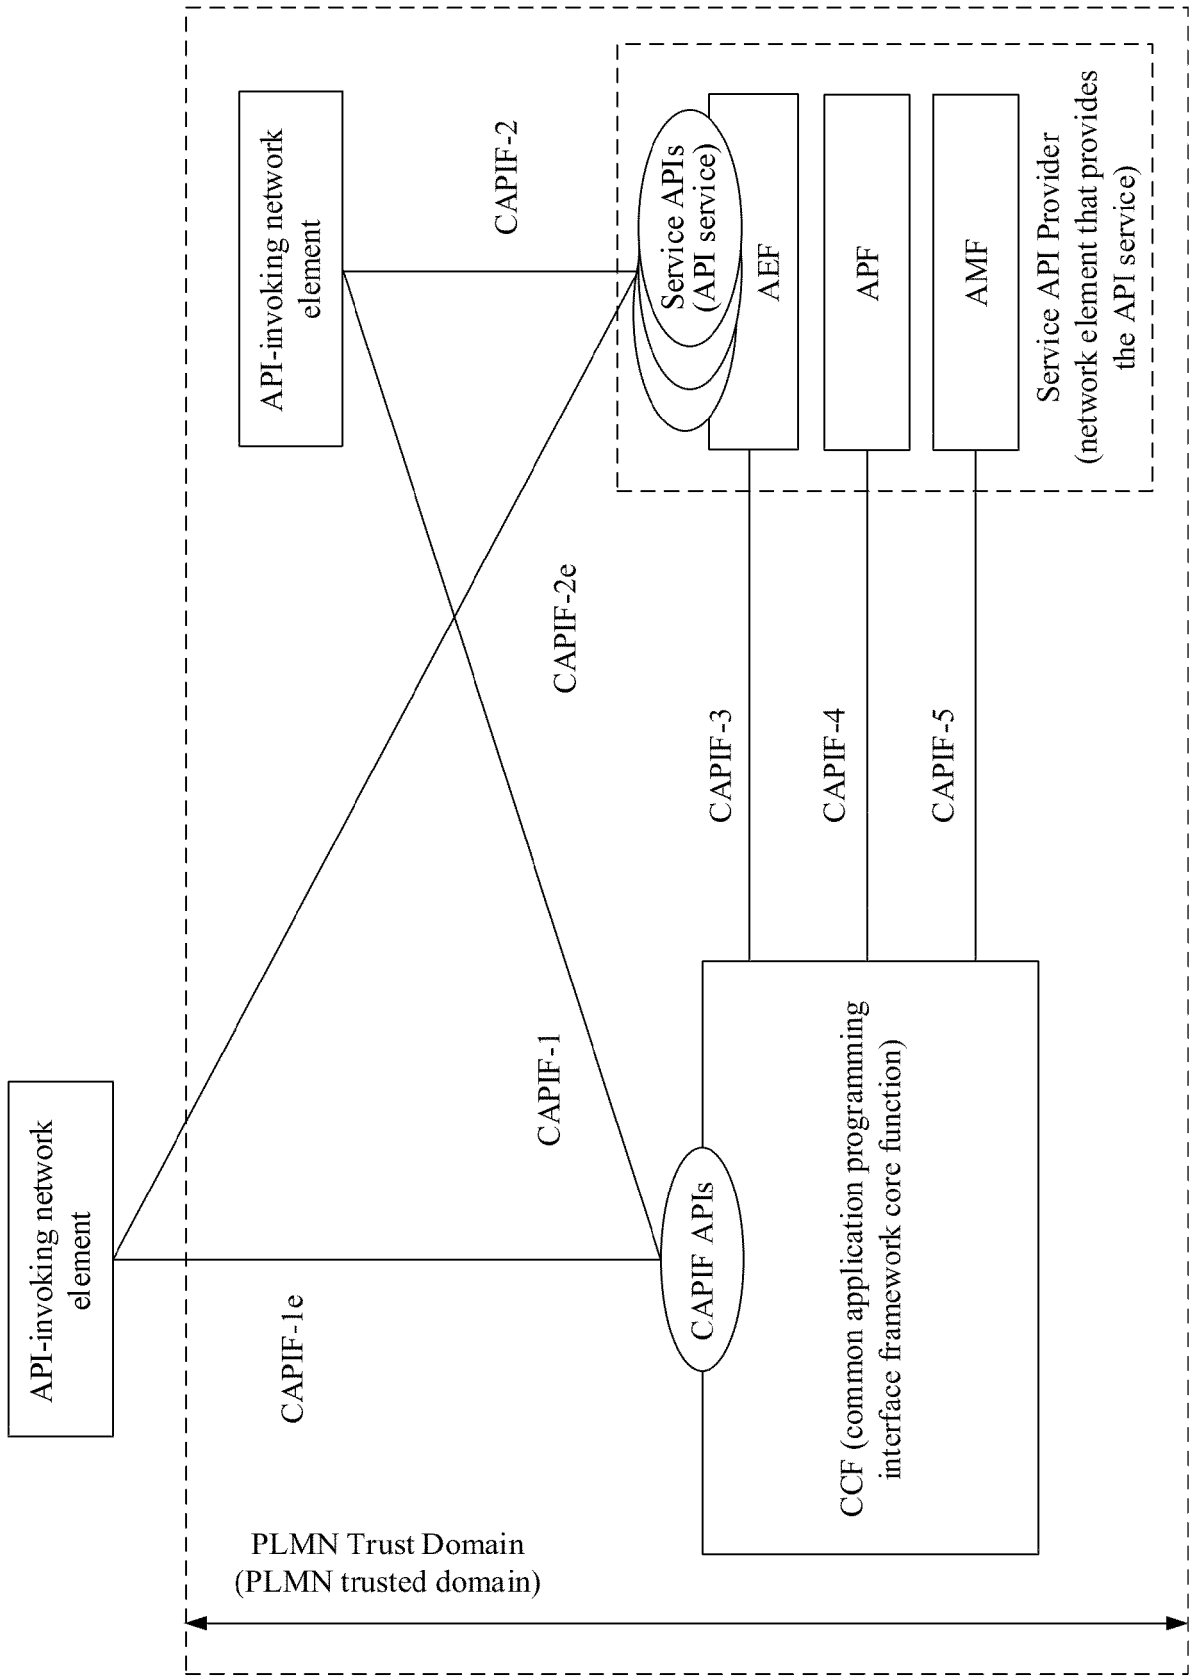 API-invoking network
element
PLMN Trust Domain
(PLMN trusted domain)
API-invoking network
element
CAPIF-1e
CAPIF-1
CAPIF-2e
CAPIF-2
CAPIF APIs
CCF (common application programming
interface framework core function)
CAPIF-3
CAPIF-4
CAPIF-5
Service APIs
(API service)
AEF
APF
AMF
Service API Provider
(network element that provides
the API service)